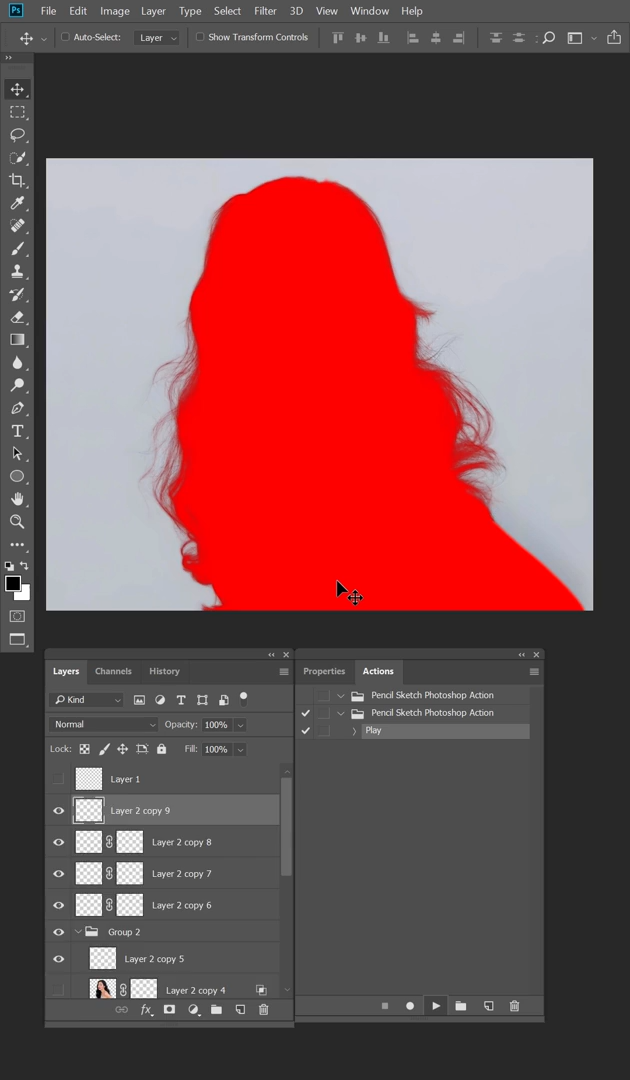 Ps File Edit Image Layer Type Select Filter 3D View Window Help
Auto-Select: Layer Show Transform Controls
Layers Channels History
Properties Actions
Kind
Normal Opacity: 100%
Lock: Fill: 100%
Layer 1
Layer 2 copy 9
Layer 2 copy 8
Layer 2 copy 7
Layer 2 copy 6
Group 2
Layer 2 copy 5
Layer 2 copy 4
fx
Pencil Sketch Photoshop Action
Pencil Sketch Photoshop Action
Play